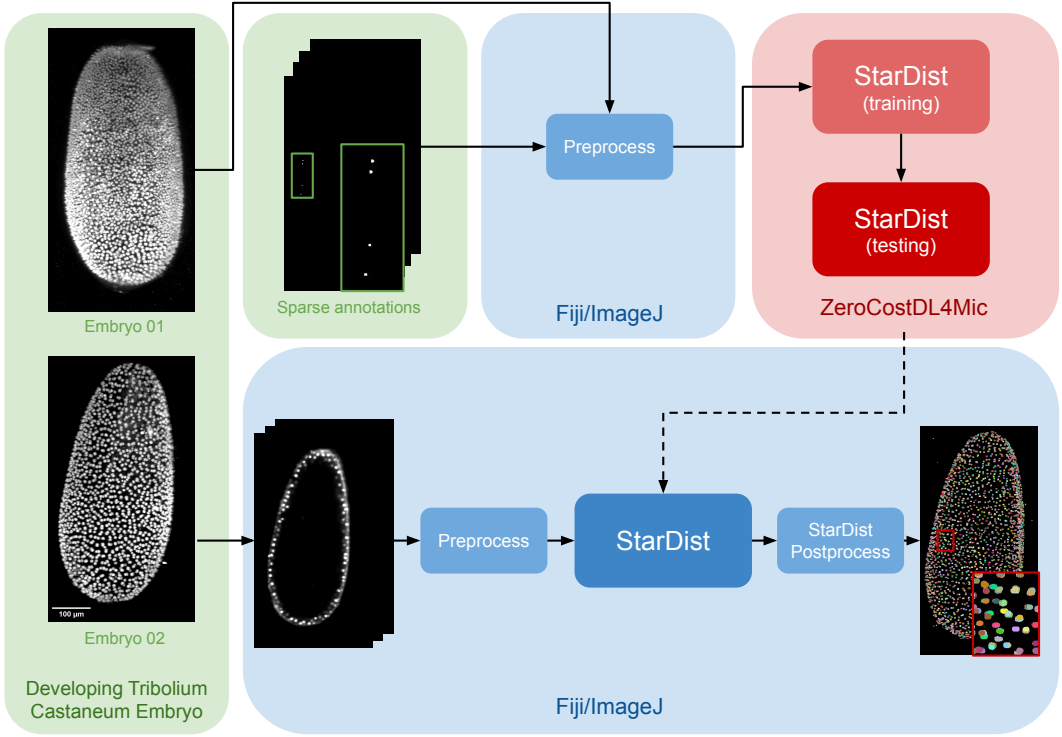 Embryo 01
Sparse annotations
Preprocess
Fiji/ImageJ
StarDist
(training)
StarDist
(testing)
ZeroCostDL4Mic
100 µm
Embryo 02
Developing Tribolium
Castaneum Embryo
Preprocess
StarDist
StarDist
Postprocess
Fiji/ImageJ